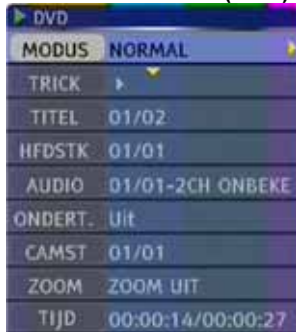 DVD
MODUS NORMAL
TRICK
TITEL 01/02
HFDSTK 01/01
AUDIO 01/01-2CH ONBEKE
ONDERT. Uit
CAMST 01/01
ZOOM ZOOM UIT
TIJD 00:00:14/00:00:27